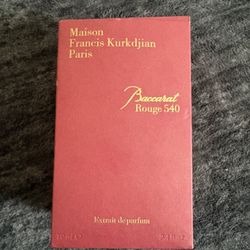 Maison
Francis Kurkdjian
Paris
Baccarat
Rouge 540
Extrait de parfum